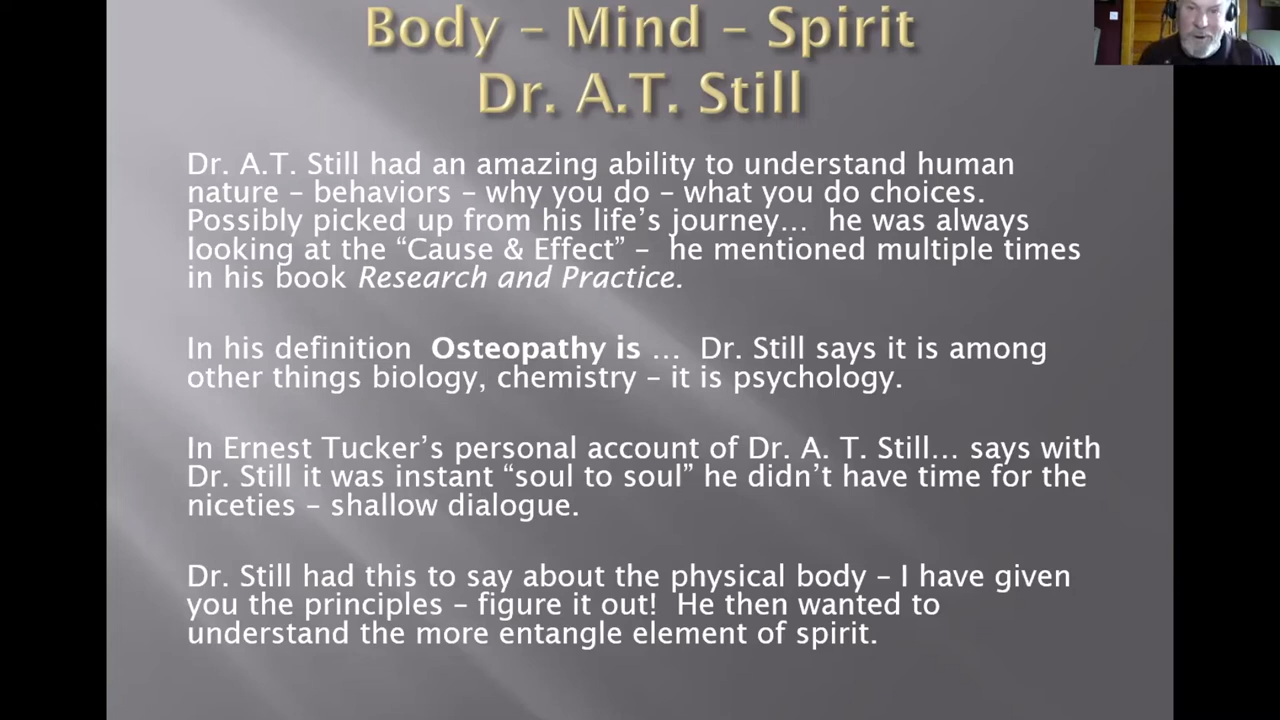 Body – Mind – Spirit
Dr. A.T. Still
Dr. A.T. Still had an amazing ability to understand human
nature – behaviors – why you do – what you do choices.
Possibly picked up from his life’s journey… he was always
looking at the “Cause & Effect” – he mentioned multiple times
in his book Research and Practice.
In his definition Osteopathy is … Dr. Still says it is among
other things biology, chemistry – it is psychology.
In Ernest Tucker’s personal account of Dr. A. T. Still… says with
Dr. Still it was instant “soul to soul” he didn’t have time for the
niceties – shallow dialogue.
Dr. Still had this to say about the physical body – I have given
you the principles – figure it out! He then wanted to
understand the more entangle element of spirit.